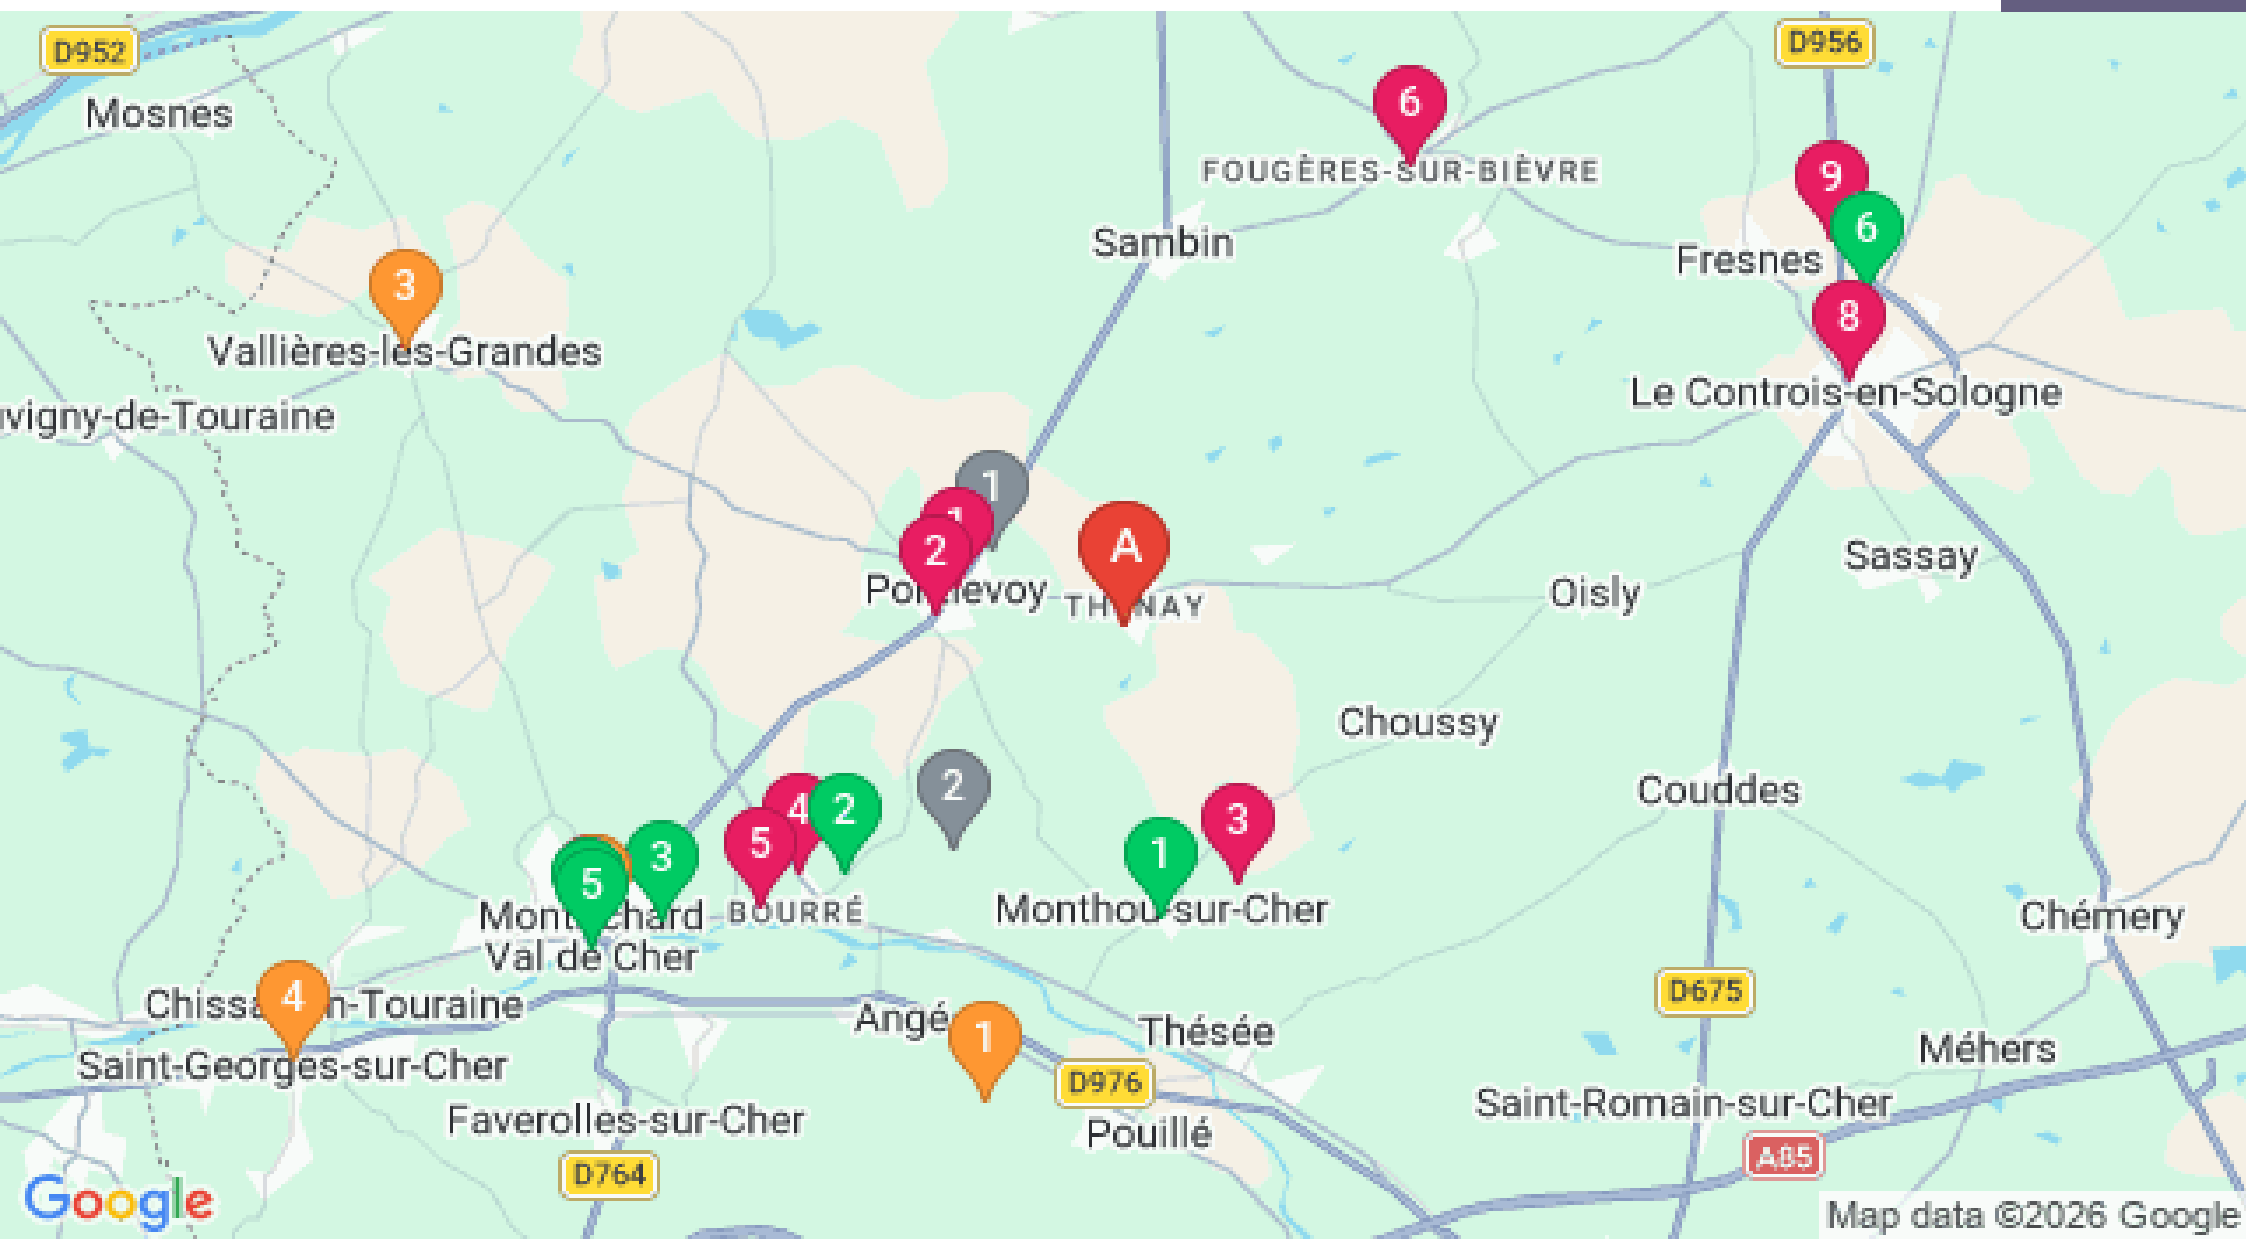 D952
D956
Mosnes
6
FOUGÈRES-SUR-BIÈVRE
9
6
Sambin
Fresnes
3
8
Vallières-les-Grandes
Le Controis-en-Sologne
uvigny-de-Touraine
1
1
2
A
Sassay
Oisly
Choussy
2
Couddes
4
2
3
5
1
3
5
BOURRÉ
Monthou-sur-Cher
Chémery
Val de Cher
4
D675
Angé
1
Thésée
Méhers
Saint-Georges-sur-Cher
D976
Saint-Romain-sur-Cher
Faverolles-sur-Cher
Pouillé
A85
D764
Google
Map data ©2026 Google